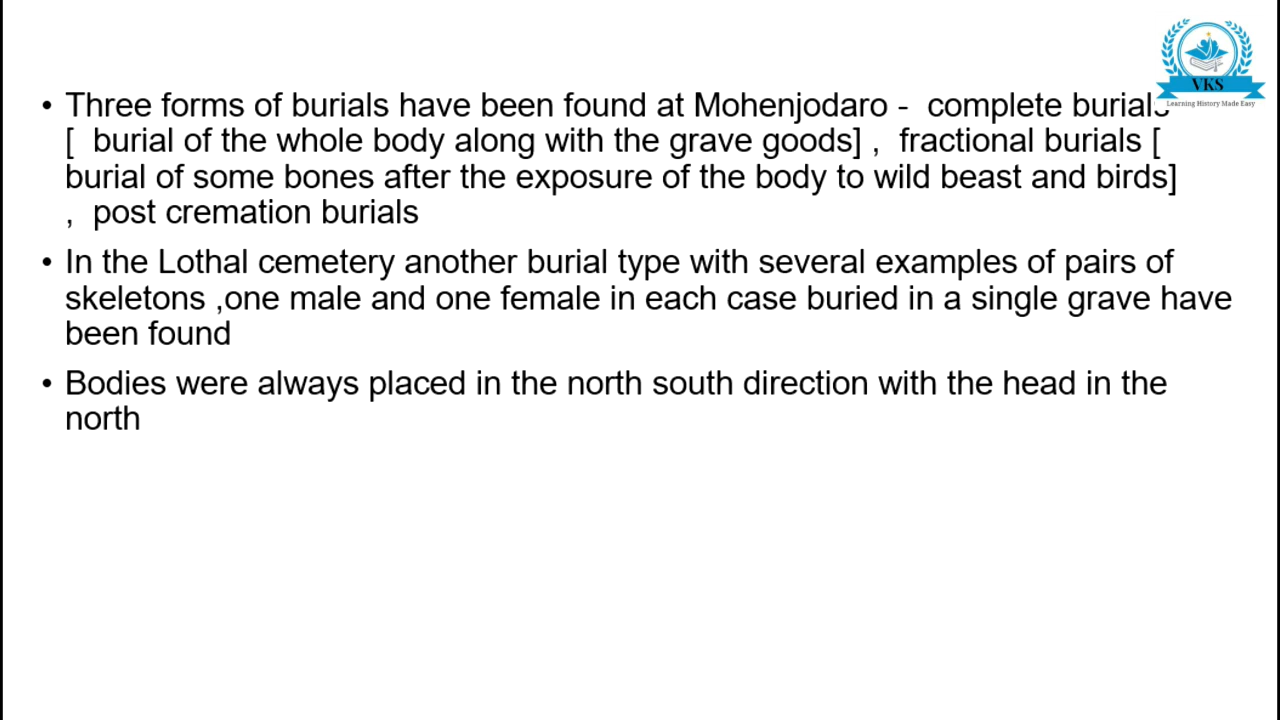 VKS
Learning History Made Easy
• Three forms of burials have been found at Mohenjodaro - complete burials
[ burial of the whole body along with the grave goods] , fractional burials [
burial of some bones after the exposure of the body to wild beast and birds]
, post cremation burials
• In the Lothal cemetery another burial type with several examples of pairs of
skeletons ,one male and one female in each case buried in a single grave have
been found
• Bodies were always placed in the north south direction with the head in the
north